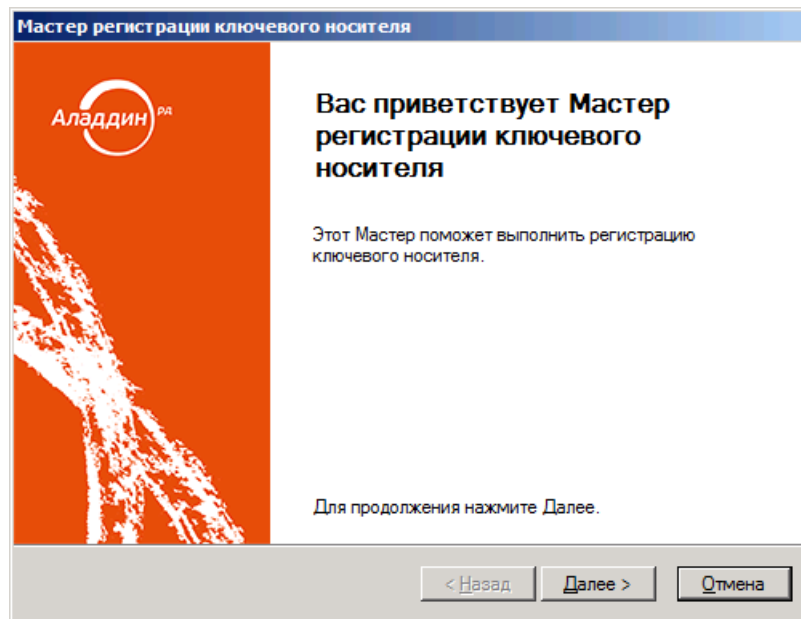 Мастер регистрации ключевого носителя
Аладдин РД
Вас приветствует Мастер
регистрации ключевого
носителя
Этот Мастер поможет выполнить регистрацию
ключевого носителя.
Для продолжения нажмите Далее.
< Назад
Далее >
Отмена